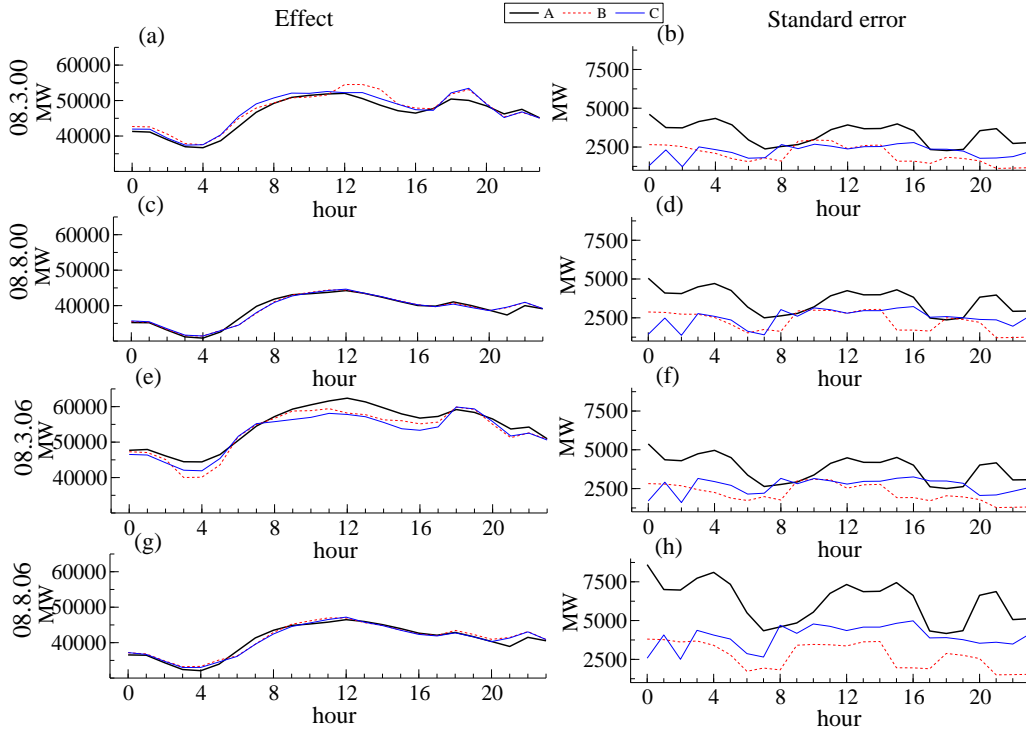 Effect
A B C
Standard error
(a)
08.3.00
MW
60000
50000
40000
0 4 8 12 16 20
hour
(b)
MW
7500
5000
2500
0 4 8 12 16 20
hour
(c)
08.8.00
MW
60000
50000
40000
0 4 8 12 16 20
hour
(d)
MW
7500
5000
2500
0 4 8 12 16 20
hour
(e)
08.3.06
MW
60000
50000
40000
0 4 8 12 16 20
hour
(f)
MW
7500
5000
2500
0 4 8 12 16 20
hour
(g)
08.8.06
MW
60000
50000
40000
0 4 8 12 16 20
hour
(h)
MW
7500
5000
2500
0 4 8 12 16 20
hour